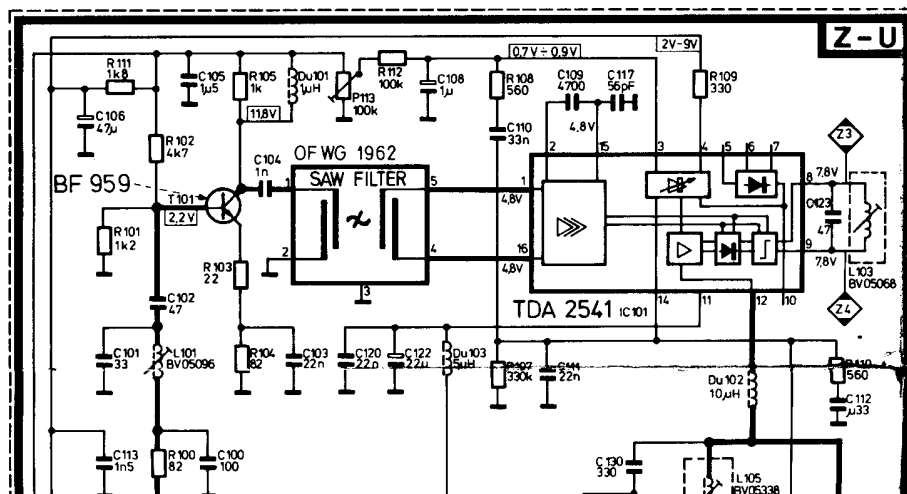 Z-U
0,7V÷0,9V
2V-9V
R111
1k8
C105
1µ5
R105
1k
Du101
1µH
R112
100k
P113
100k
C108
1µ
R108
560
C109
4700
C117
56pF
R109
330
C106
47µ
11,8V
C110
33n
4,8V
R102
4k7
C104
1n
OFWG 1962
SAW FILTER
2
15
3
4
5
6
7
Z3
BF 959
T101
2,2V
1
5
1
4,8V
8
7,8V
R101
1k2
C123
47
2
4
16
4,8V
9
7,8V
L103
BV05068
R103
22
3
C102
47
TDA 2541 IC101
14
11
12
10
Z4
C101
33
L101
BV05096
R104
82
C103
22n
C120
22n
C122
22µ
Du103
5µH
R107
330k
C111
22n
Du102
10µH
R110
560
C112
µ33
C113
1n5
R100
82
C100
100
C130
330
L105
BV05338